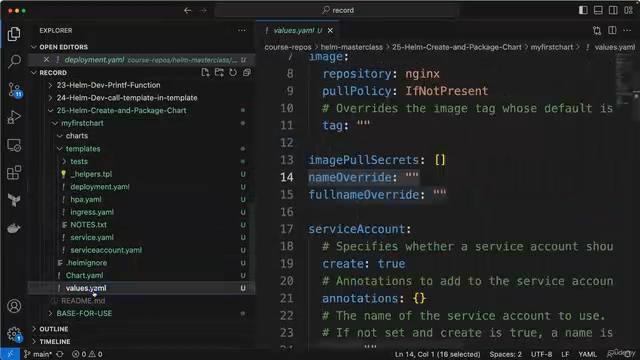 record
EXPLORER
OPEN EDITORS
deployment.yaml course-repos/helm-masterclass/... U
RECORD
23-Helm-Dev-Printf-Function
24-Helm-Dev-call-template-in-template
25-Helm-Create-and-Package-Chart
myfirstchart
charts
templates
tests
_helpers.tpl U
deployment.yaml U
hpa.yaml U
ingress.yaml U
NOTES.txt U
service.yaml U
serviceaccount.yaml U
.helmignore U
Chart.yaml U
values.yaml U
README.md U
BASE-FOR-USE
OUTLINE
TIMELINE
values.yaml U
course-repos > helm-masterclass > 25-Helm-Create-and-Package-Chart > myfirstchart > values.yaml
7 image:
8 repository: nginx
9 pullPolicy: IfNotPresent
10 # Overrides the image tag whose default is
11 tag: ""
12
13 imagePullSecrets: []
14 nameOverride: ""
15 fullnameOverride: ""
16
17 serviceAccount:
18 # Specifies whether a service account shou
19 create: true
20 # Annotations to add to the service accoun
21 annotations: {}
22 # The name of the service account to use.
23 # If not set and create is true, a name is
main* 0 0 Ln 14, Col 1 (16 selected) Spaces: 2 UTF-8 LF YAML